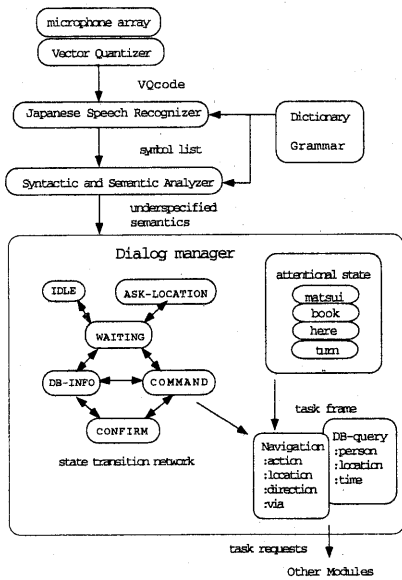 microphone array
Vector Quantizer
VQcode
Japanese Speech Recognizer
Dictionary
Grammar
symbol list
Syntactic and Semantic Analyzer
underspecified
semantics
Dialog manager
attentional state
matsui
book
here
turn
..
IDLE
ASK-LOCATION
WAITING
DB-INFO
COMMAND
CONFIRM
state transition network
task frame
Navigation
:action
:location
:direction
:via
DB-query
:person
:location
:time
task requests
Other Modules